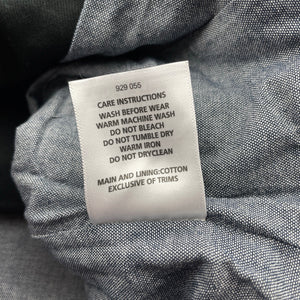 929 055
CARE INSTRUCTIONS
WASH BEFORE WEAR
WARM MACHINE WASH
DO NOT BLEACH
DO NOT TUMBLE DRY
WARM IRON
DO NOT DRYCLEAN
MAIN AND LINING:COTTON
EXCLUSIVE OF TRIMS